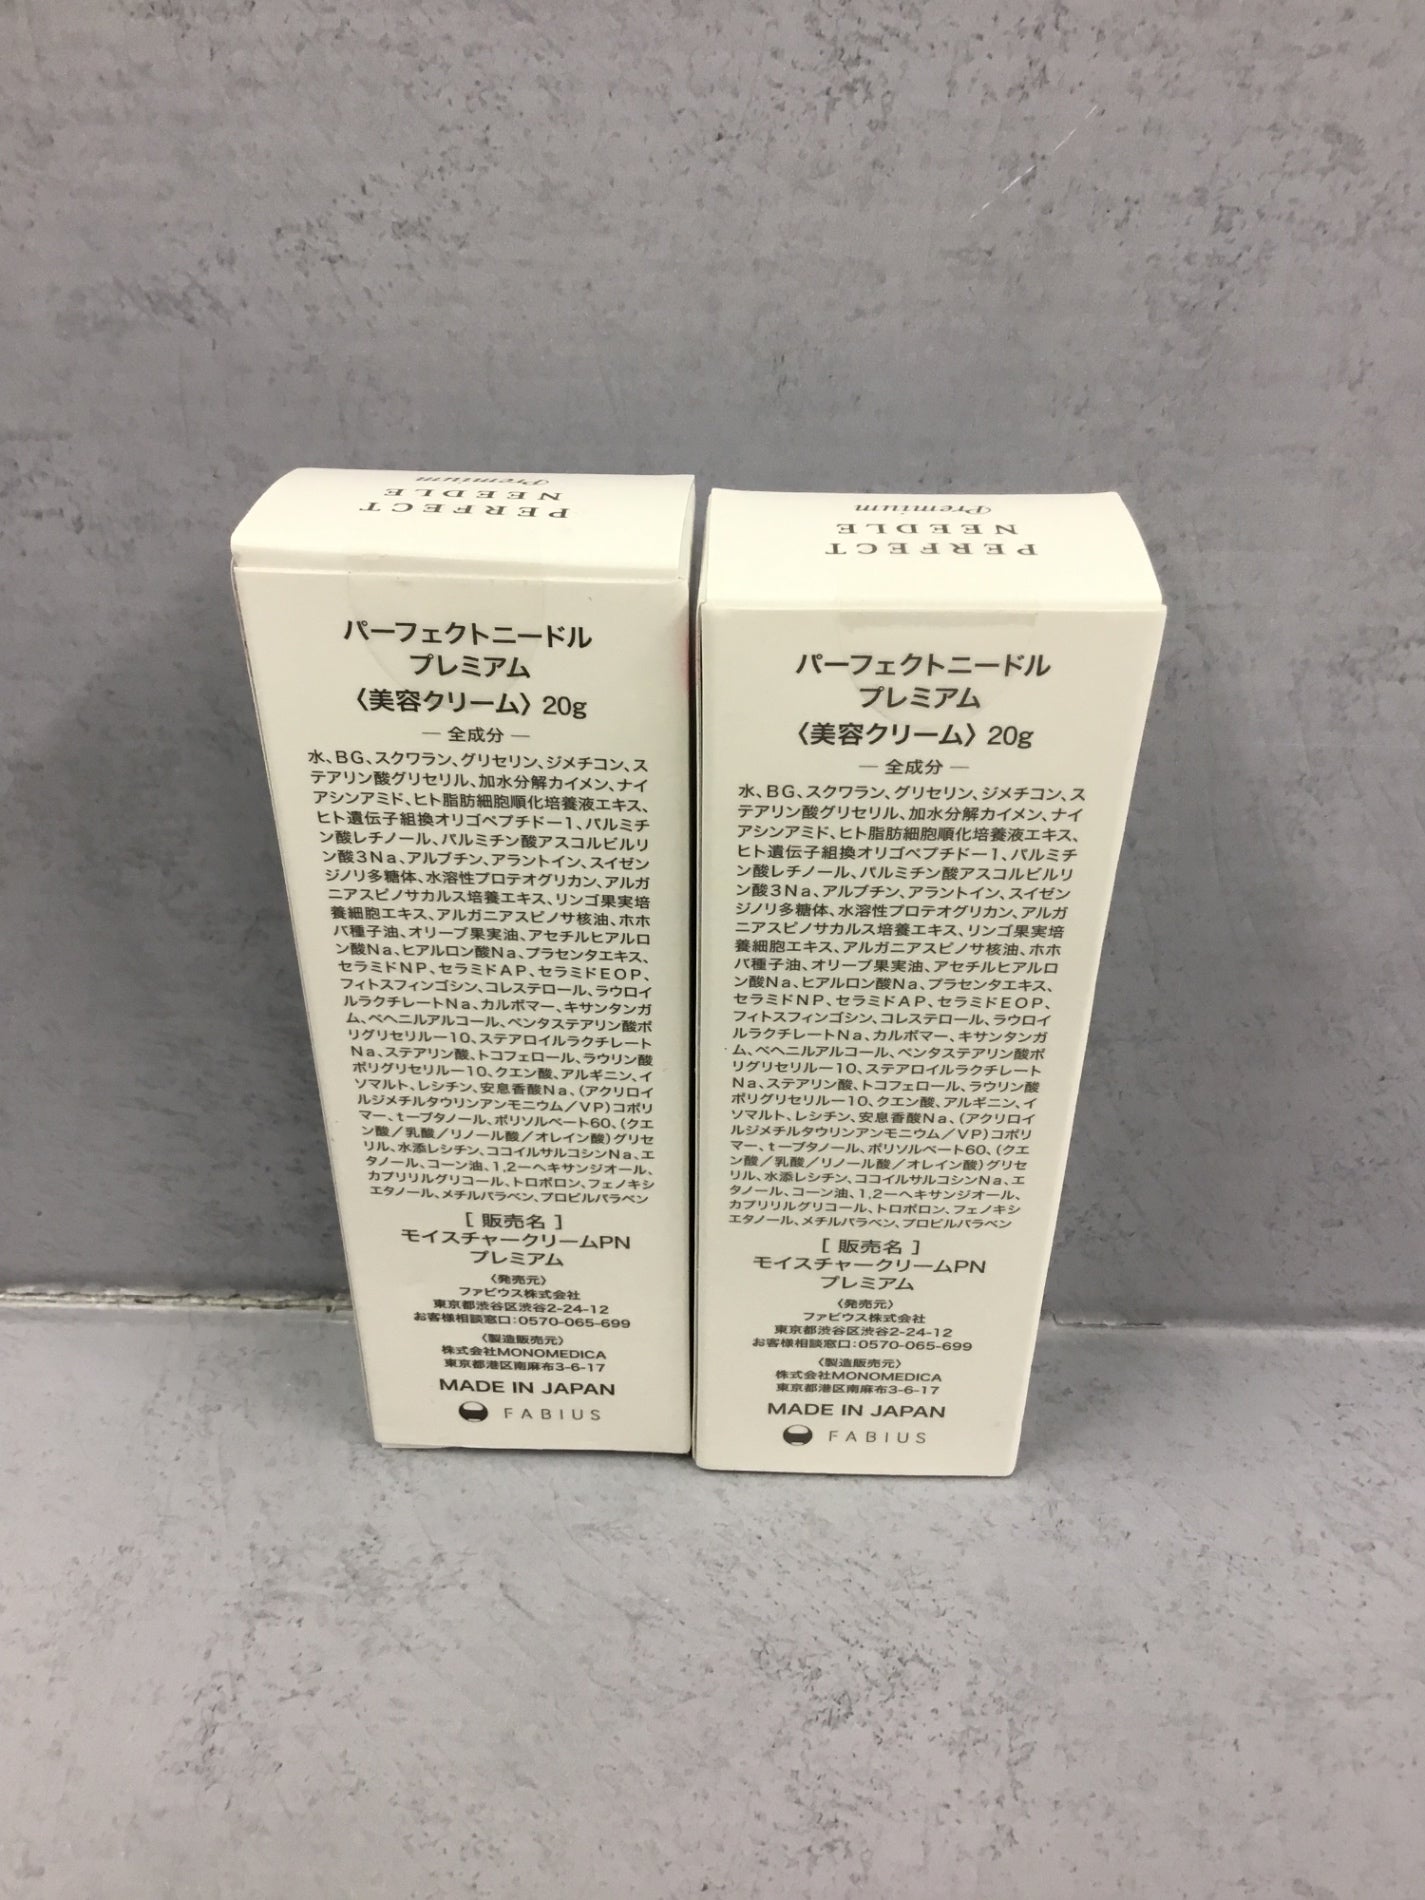 PERFECT
NEEDLE
Premium
パーフェクトニードル
プレミアム
〈美容クリーム〉20g
― 全成分 ―
水、BG、スクワラン、グリセリン、ジメチコン、ス
テアリン酸グリセリル、加水分解カイメン、ナイ
アシンアミド、ヒト脂肪細胞順化培養液エキス、
ヒト遺伝子組換オリゴペプチドー1、パルミチ
ン酸レチノール、パルミチン酸アスコルビルリ
ン酸3Na、アルブチン、アラントイン、スイゼン
ジノリ多糖体、水溶性プロテオグリカン、アルガ
ニアスピノサカルス培養エキス、リンゴ果実培
養細胞エキス、アルガニアスピノサ核油、ホホ
バ種子油、オリーブ果実油、アセチルヒアルロ
ン酸Na、ヒアルロン酸Na、プラセンタエキス、
セラミドNP、セラミドAP、セラミドEOP、
フィトスフィンゴシン、コレステロール、ラウロイ
ルラクチレートNa、カルボマー、キサンタンガ
ム、ベヘニルアルコール、ペンタステアリン酸ポ
リグリセリルー10、ステアロイルラクチレート
Na、ステアリン酸、トコフェロール、ラウリン酸
ポリグリセリルー10、クエン酸、アルギニン、イ
ソマルト、レシチン、安息香酸Na、(アクリロイ
ルジメチルタウリンアンモニウム/VP)コポリ
マー、tーブタノール、ポリソルベート60、(クエ
ン酸/乳酸/リノール酸/オレイン酸)グリセ
リル、水添レシチン、ココイルサルコシンNa、エ
タノール、コーン油、1,2ーヘキサンジオール、
カプリリルグリコール、トロポロン、フェノキシ
エタノール、メチルパラベン、プロピルパラベン
[ 販売名 ]
モイスチャークリームPN
プレミアム
〈発売元〉
ファビウス株式会社
東京都渋谷区渋谷2-24-12
お客様相談窓口:0570-065-699
〈製造販売元〉
株式会社MONOMEDICA
東京都港区南麻布3-6-17
MADE IN JAPAN
FABIUS
PERFECT
NEEDLE
Premium
パーフェクトニードル
プレミアム
〈美容クリーム〉20g
― 全成分 ―
水、BG、スクワラン、グリセリン、ジメチコン、ス
テアリン酸グリセリル、加水分解カイメン、ナイ
アシンアミド、ヒト脂肪細胞順化培養液エキス、
ヒト遺伝子組換オリゴペプチドー1、パルミチ
ン酸レチノール、パルミチン酸アスコルビルリ
ン酸3Na、アルブチン、アラントイン、スイゼン
ジノリ多糖体、水溶性プロテオグリカン、アルガ
ニアスピノサカルス培養エキス、リンゴ果実培
養細胞エキス、アルガニアスピノサ核油、ホホ
バ種子油、オリーブ果実油、アセチルヒアルロ
ン酸Na、ヒアルロン酸Na、プラセンタエキス、
セラミドNP、セラミドAP、セラミドEOP、
フィトスフィンゴシン、コレステロール、ラウロイ
ルラクチレートNa、カルボマー、キサンタンガ
ム、ベヘニルアルコール、ペンタステアリン酸ポ
リグリセリルー10、ステアロイルラクチレート
Na、ステアリン酸、トコフェロール、ラウリン酸
ポリグリセリルー10、クエン酸、アルギニン、イ
ソマルト、レシチン、安息香酸Na、(アクリロイ
ルジメチルタウリンアンモニウム/VP)コポリ
マー、tーブタノール、ポリソルベート60、(クエ
ン酸/乳酸/リノール酸/オレイン酸)グリセ
リル、水添レシチン、ココイルサルコシンNa、エ
タノール、コーン油、1,2ーヘキサンジオール、
カプリリルグリコール、トロポロン、フェノキシ
エタノール、メチルパラベン、プロピルパラベン
[ 販売名 ]
モイスチャークリームPN
プレミアム
〈発売元〉
ファビウス株式会社
東京都渋谷区渋谷2-24-12
お客様相談窓口:0570-065-699
〈製造販売元〉
株式会社MONOMEDICA
東京都港区南麻布3-6-17
MADE IN JAPAN
FABIUS